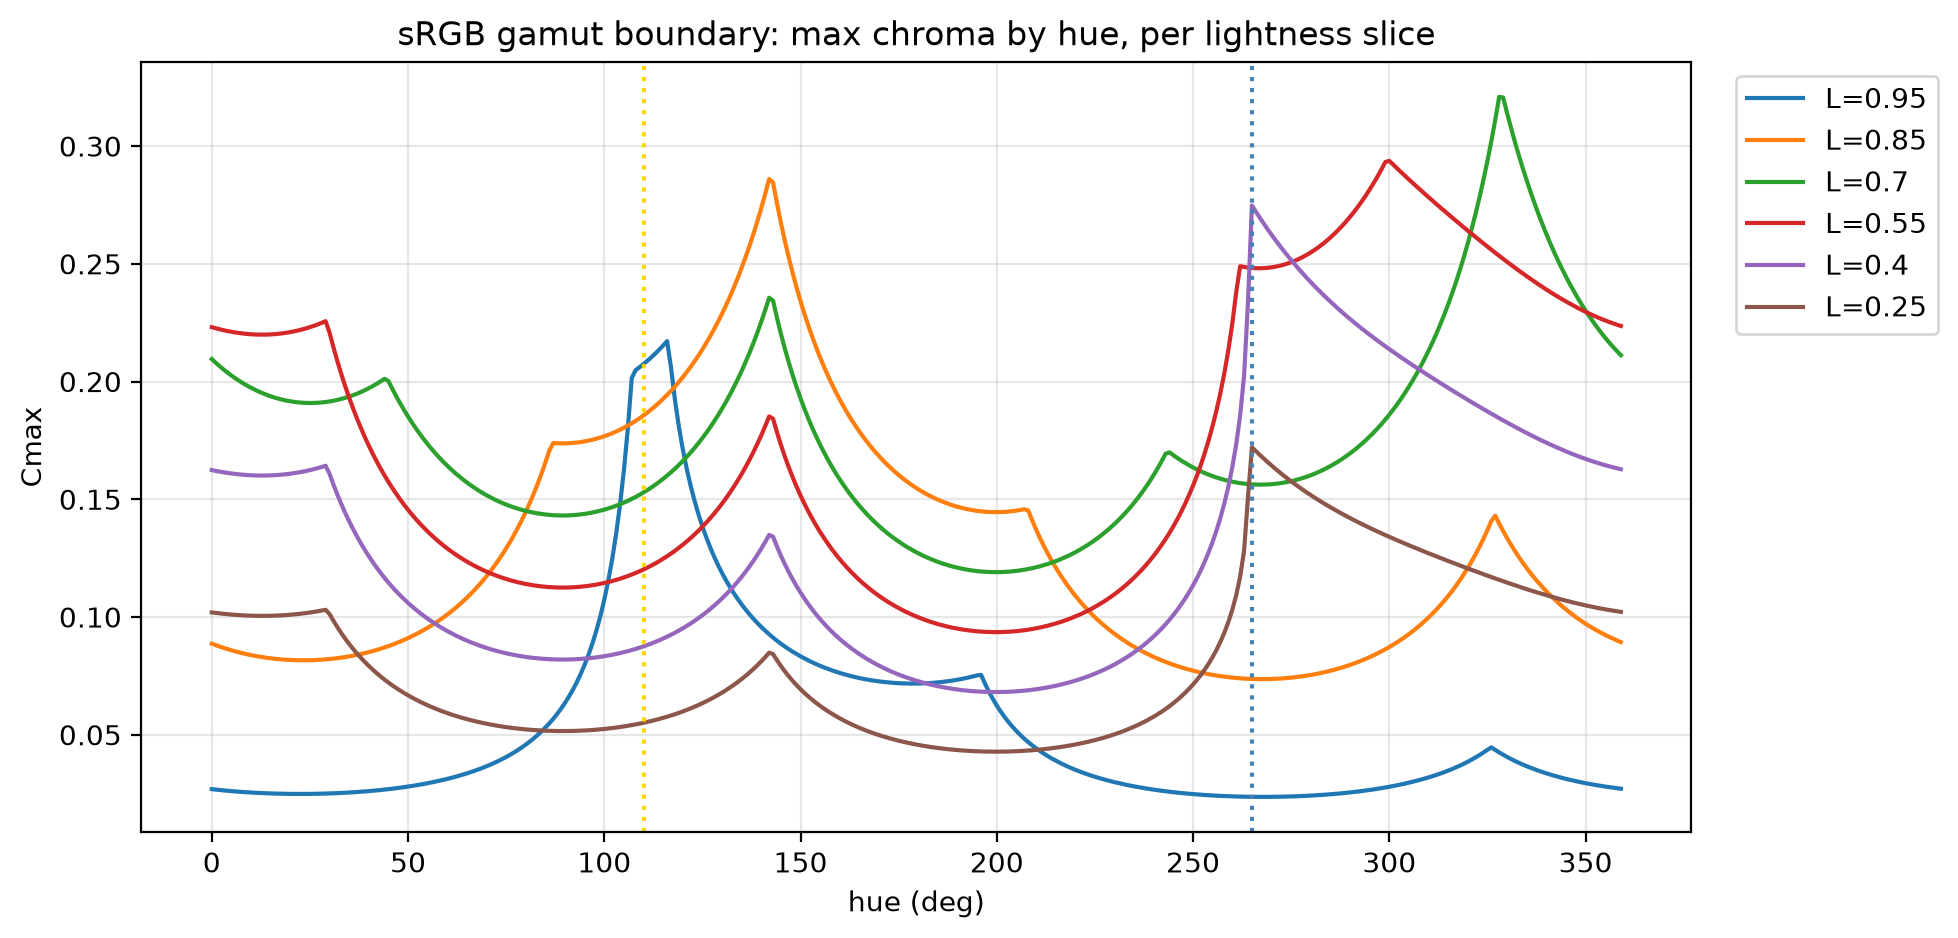 sRGB gamut boundary: max chroma by hue, per lightness slice
L=0.95
L=0.85
L=0.7
L=0.55
L=0.4
L=0.25
Cmax
0.30
0.25
0.20
0.15
0.10
0.05
0 50 100 150 200 250 300 350
hue (deg)